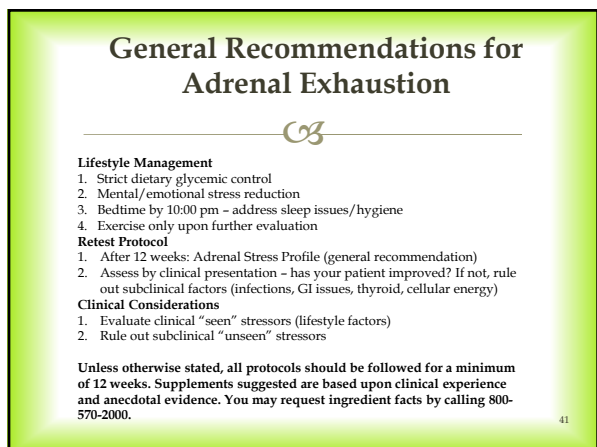 General Recommendations for
Adrenal Exhaustion
Lifestyle Management
1. Strict dietary glycemic control
2. Mental/emotional stress reduction
3. Bedtime by 10:00 pm – address sleep issues/hygiene
4. Exercise only upon further evaluation
Retest Protocol
1. After 12 weeks: Adrenal Stress Profile (general recommendation)
2. Assess by clinical presentation – has your patient improved? If not, rule
out subclinical factors (infections, GI issues, thyroid, cellular energy)
Clinical Considerations
1. Evaluate clinical “seen” stressors (lifestyle factors)
2. Rule out subclinical “unseen” stressors
Unless otherwise stated, all protocols should be followed for a minimum
of 12 weeks. Supplements suggested are based upon clinical experience
and anecdotal evidence. You may request ingredient facts by calling 800-
570-2000.
41